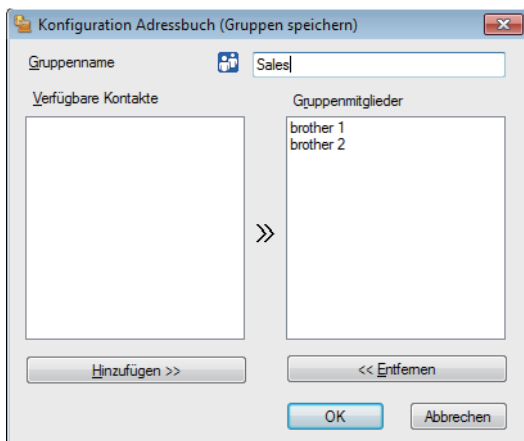 Konfiguration Adressbuch (Gruppen speichern)
Gruppenname
Sales
Verfügbare Kontakte
Gruppenmitglieder
brother 1
brother 2
Hinzufügen >>
<< Entfernen
OK
Abbrechen